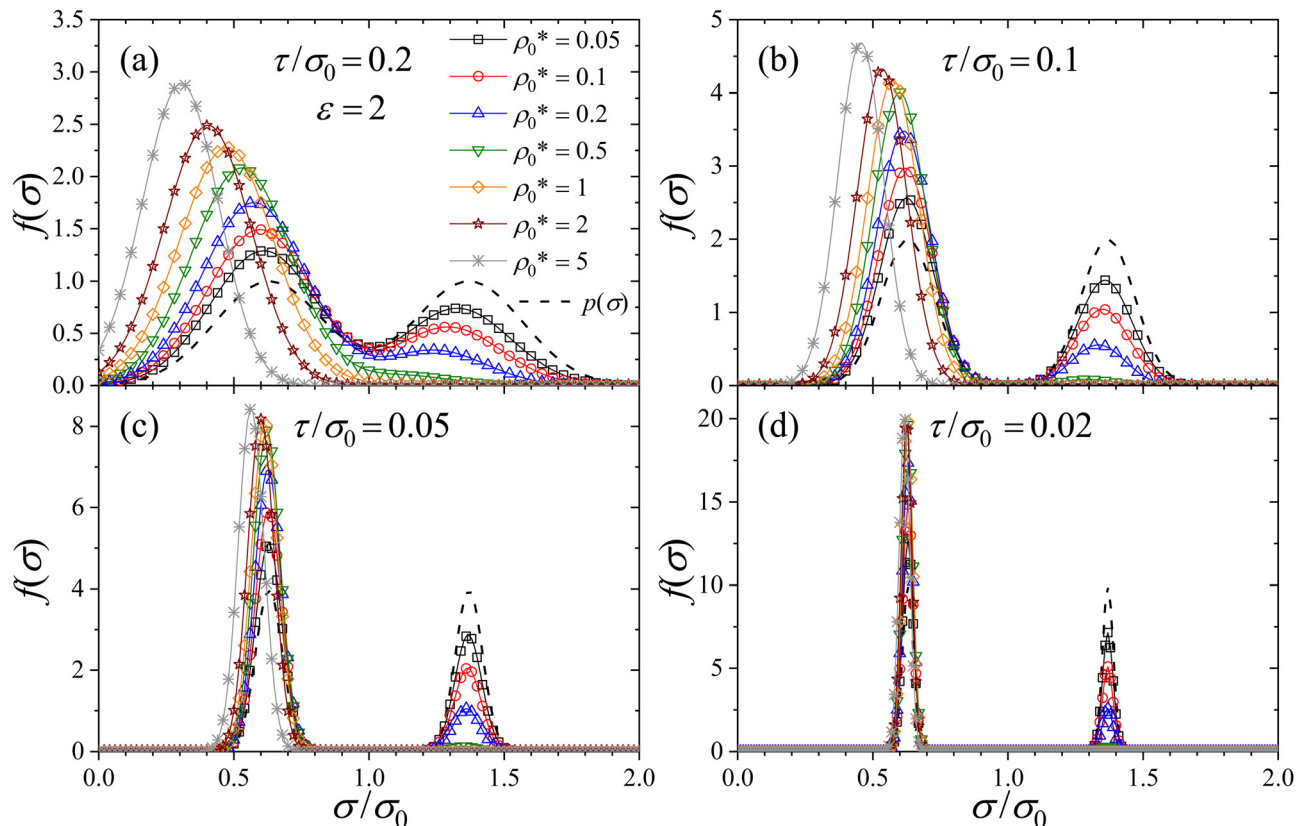 (a)
τ/σ₀ = 0.2
ε = 2
ρ₀* = 0.05
ρ₀* = 0.1
ρ₀* = 0.2
ρ₀* = 0.5
ρ₀* = 1
ρ₀* = 2
ρ₀* = 5
p(σ)
f(σ)
3.5
3.0
2.5
2.0
1.5
1.0
0.5
0.0
(b)
τ/σ₀ = 0.1
f(σ)
5
4
3
2
1
0
(c)
τ/σ₀ = 0.05
f(σ)
8
6
4
2
0
0.0 0.5 1.0 1.5 2.0
σ/σ₀
(d)
τ/σ₀ = 0.02
f(σ)
20
15
10
5
0
0.0 0.5 1.0 1.5 2.0
σ/σ₀